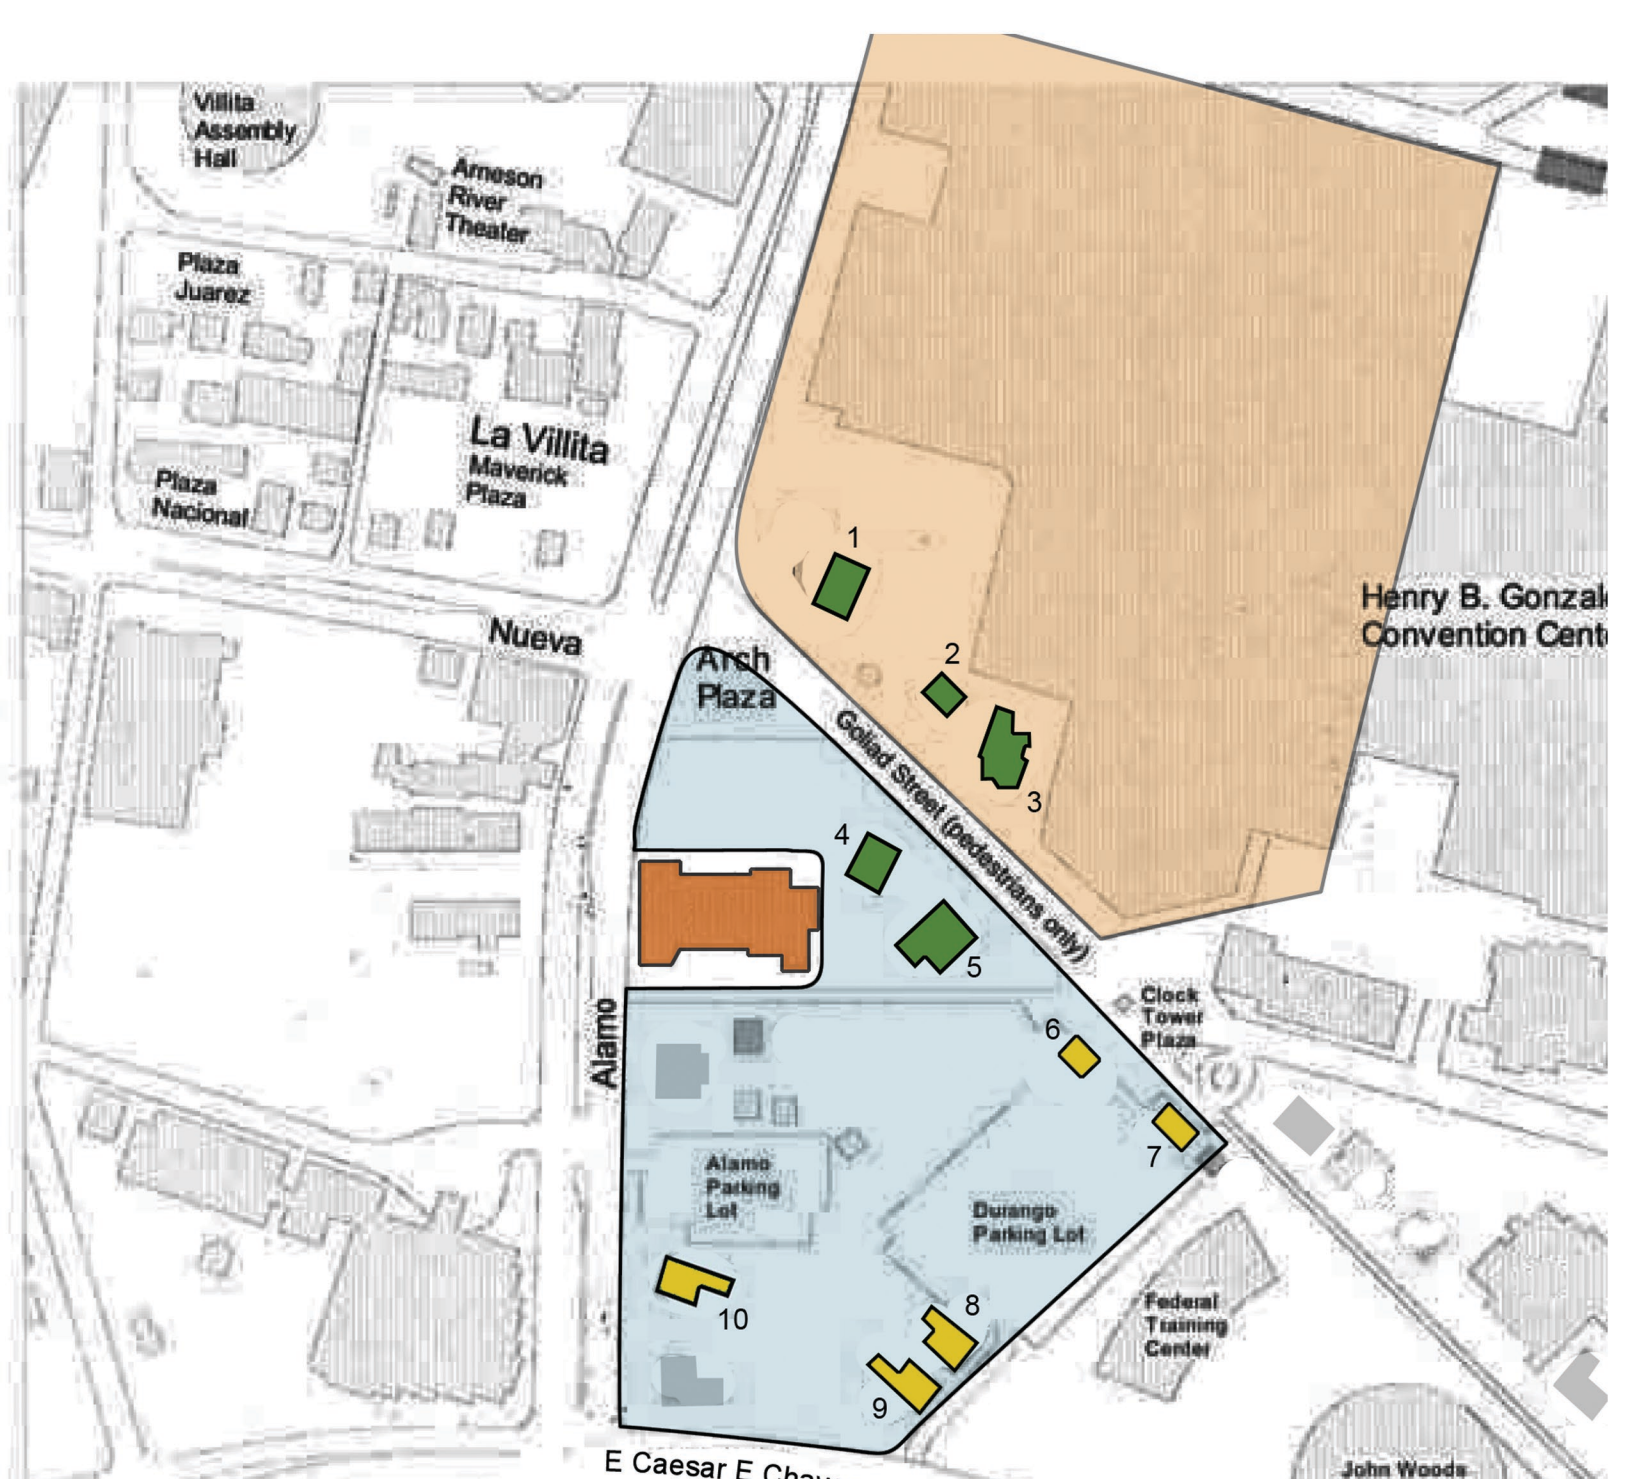 Villita
Assembly
Hall
Arneson
River
Theater
Plaza
Juarez
La Villita
Maverick
Plaza
Plaza
Nacional
1
Henry B. Gonzal
Convention Cent
Nueva
Arch
Plaza
2
Goliad Street (pedestrians only)
3
4
5
Clock
Tower
Plaza
Alamo
6
7
Alamo
Parking
Lot
Durango
Parking Lot
Federal
Training
Center
8
10
9
E Caesar E Chav
John Woods